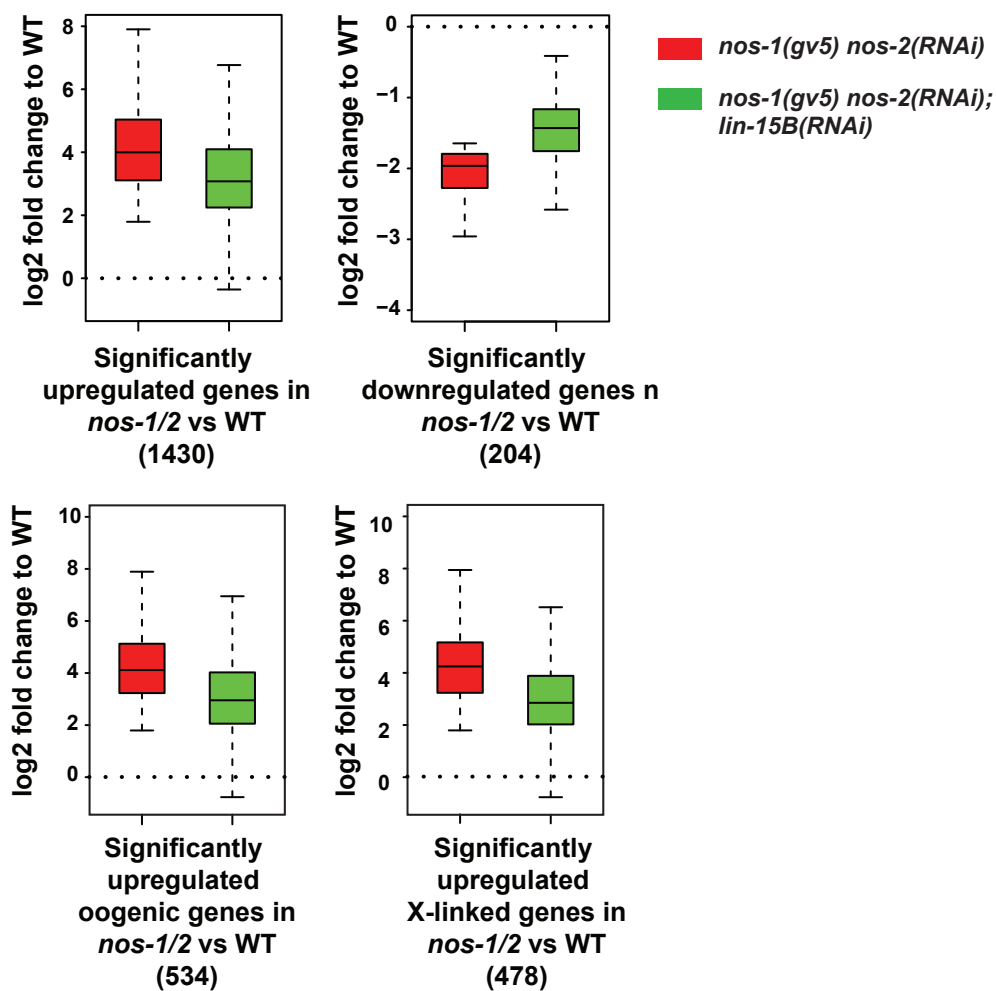 log2 fold change to WT
8
6
4
2
0
Significantly
upregulated genes in
nos-1/2 vs WT
(1430)
log2 fold change to WT
0
−1
−2
−3
−4
Significantly
downregulated genes n
nos-1/2 vs WT
(204)
nos-1(gv5) nos-2(RNAi)
nos-1(gv5) nos-2(RNAi);
lin-15B(RNAi)
log2 fold change to WT
10
8
6
4
2
0
Significantly
upregulated
oogenic genes in
nos-1/2 vs WT
(534)
log2 fold change to WT
10
8
6
4
2
0
Significantly
upregulated
X-linked genes in
nos-1/2 vs WT
(478)